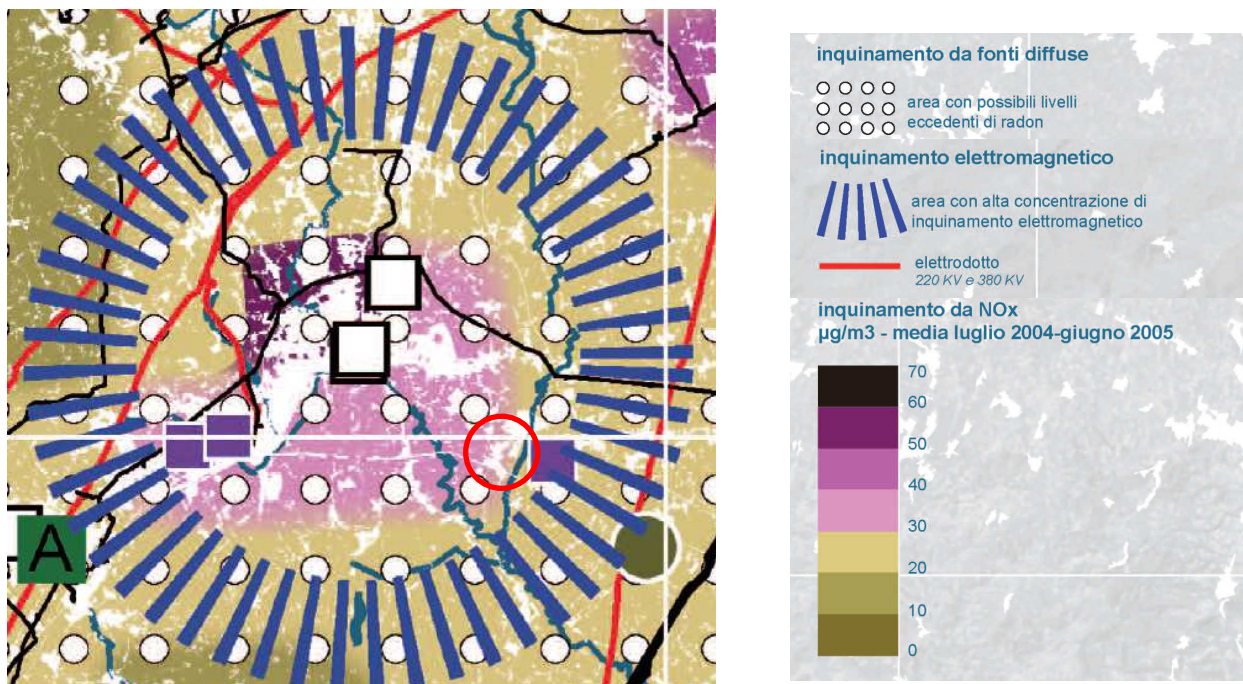 A
inquinamento da fonti diffuse
area con possibili livelli
eccedenti di radon
inquinamento elettromagnetico
area con alta concentrazione di
inquinamento elettromagnetico
elettrodotto
220 KV e 380 KV
inquinamento da NOx
µg/m3 - media luglio 2004-giugno 2005
70
60
50
40
30
20
10
0